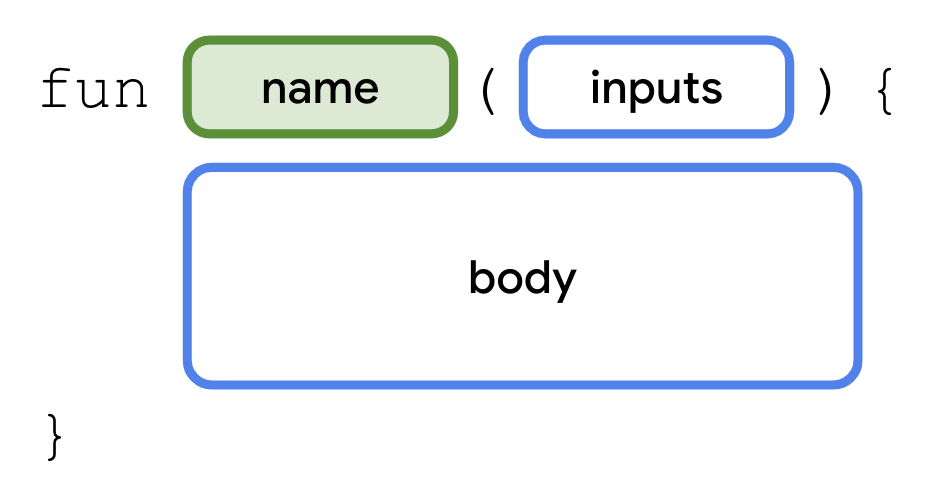 fun name ( inputs ) {
body
}